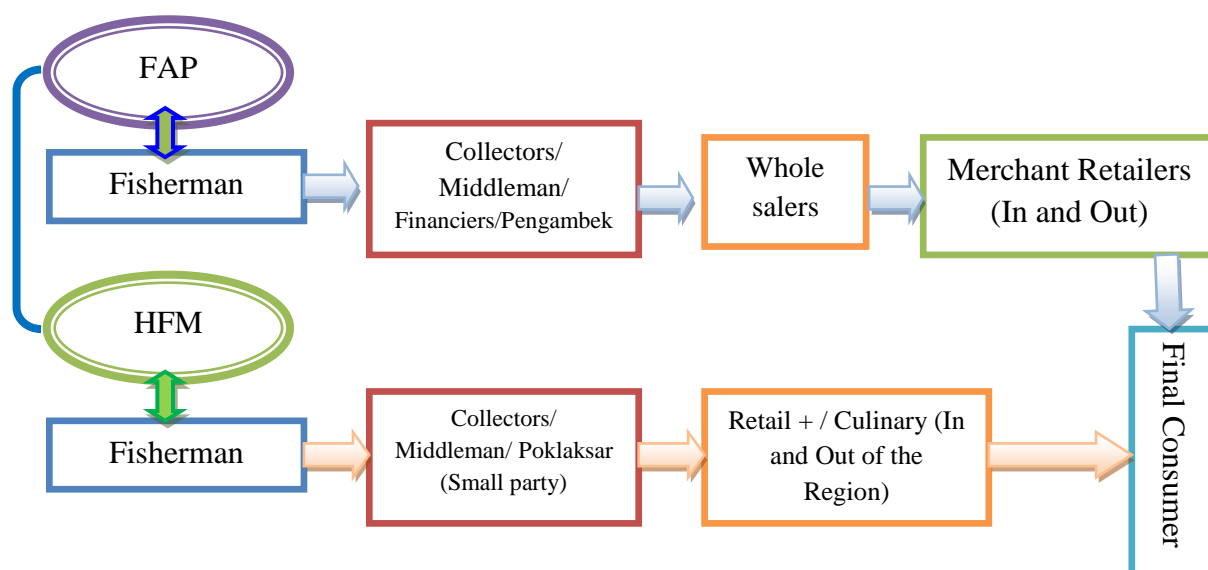 FAP
Fisherman
Collectors/
Middleman/
Financiers/Pengambek
Whole
salers
Merchant Retailers
(In and Out)
HFM
Fisherman
Collectors/
Middleman/ Poklaksar
(Small party)
Retail + / Culinary (In
and Out of the
Region)
Final Consumer